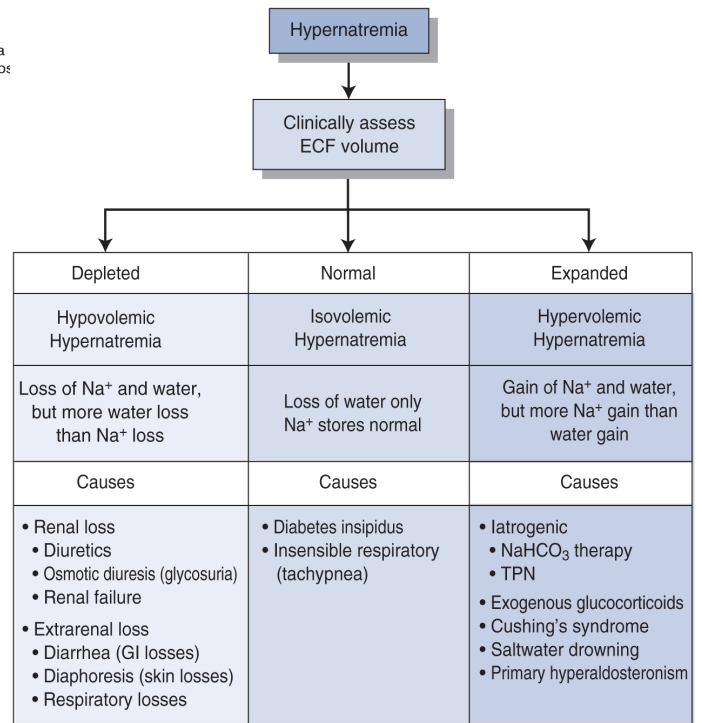 a
Hypernatremia
Clinically assess
ECF volume
Depleted
Normal
Expanded
Hypovolemic
Hypernatremia
Isovolemic
Hypernatremia
Hypervolemic
Hypernatremia
Loss of Na⁺ and water,
but more water loss
than Na⁺ loss
Loss of water only
Na⁺ stores normal
Gain of Na⁺ and water,
but more Na⁺ gain than
water gain
Causes
Causes
Causes
• Renal loss
• Diuretics
• Osmotic diuresis (glycosuria)
• Renal failure
• Extrarenal loss
• Diarrhea (GI losses)
• Diaphoresis (skin losses)
• Respiratory losses
• Diabetes insipidus
• Insensible respiratory
(tachypnea)
• Iatrogenic
• NaHCO₃ therapy
• TPN
• Exogenous glucocorticoids
• Cushing’s syndrome
• Saltwater drowning
• Primary hyperaldosteronism